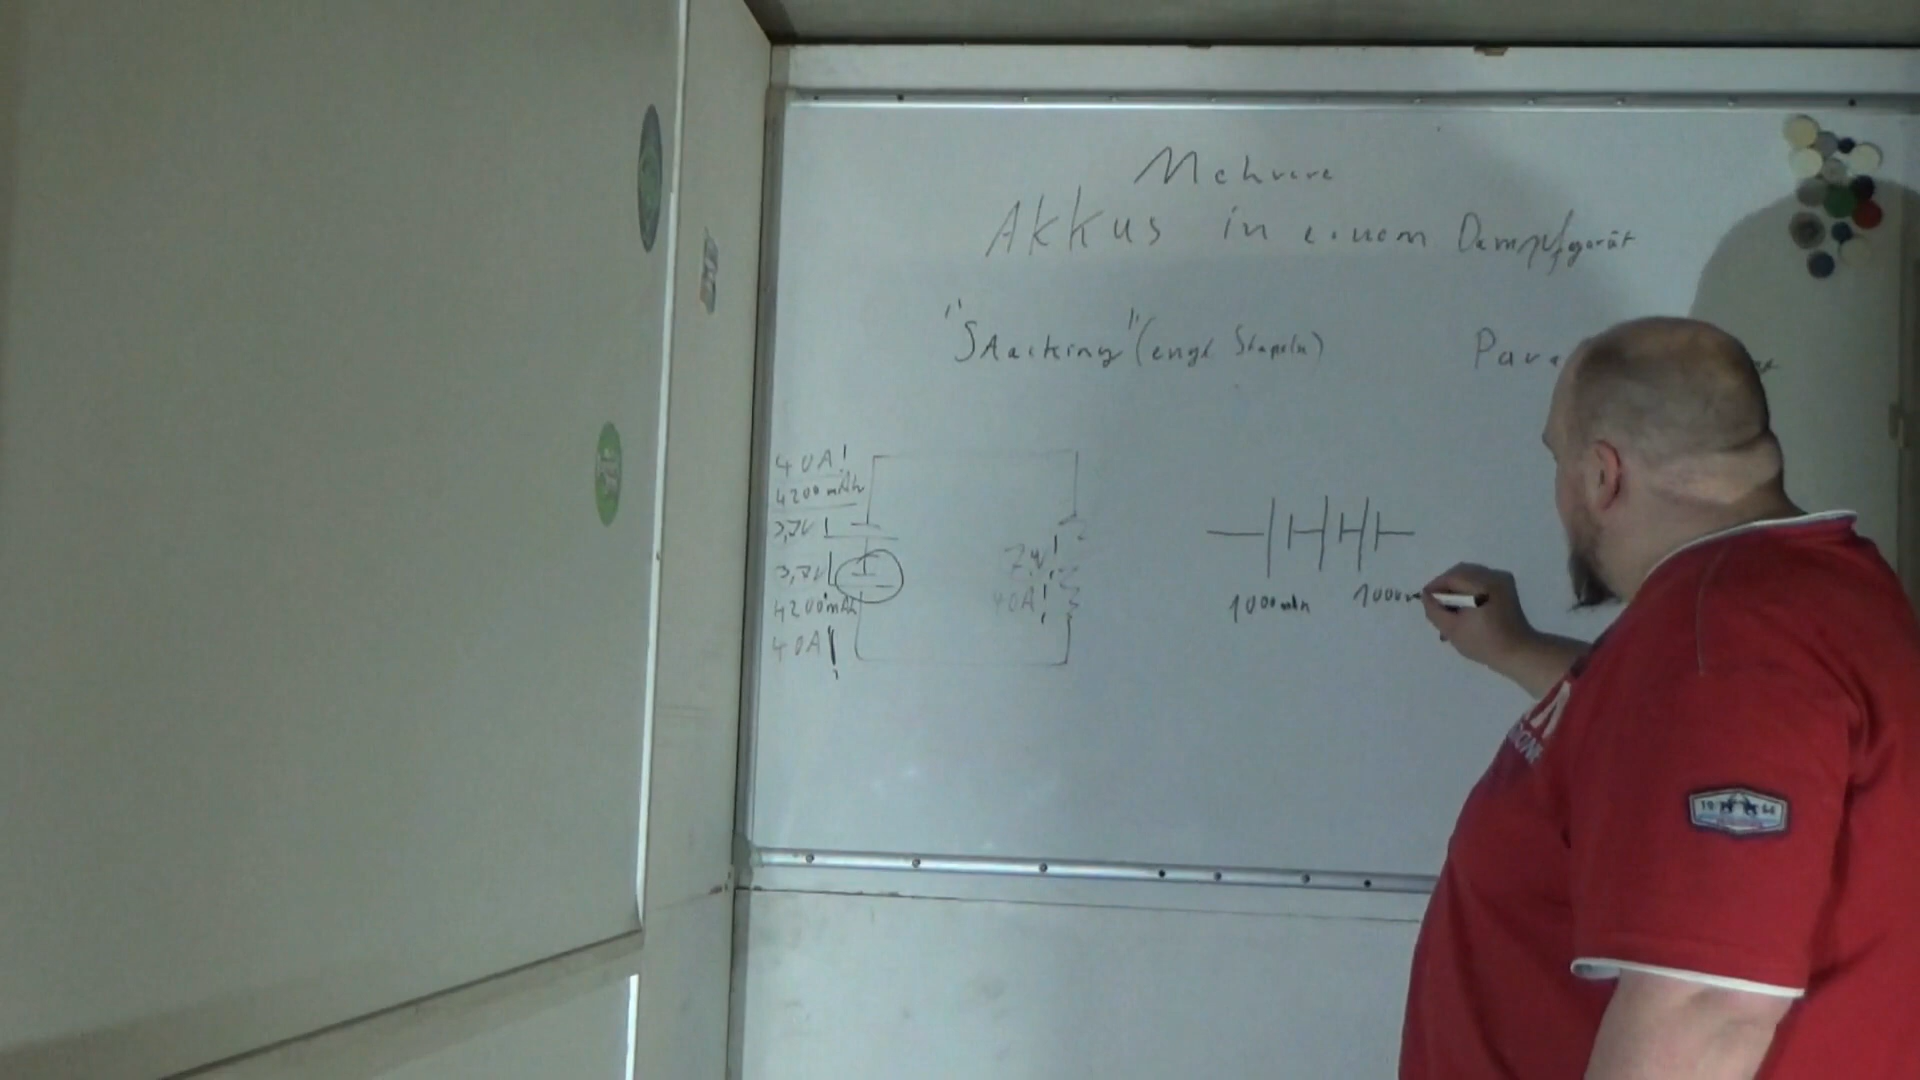 Mehrere
Akkus in einem Dampfgerät
"Stacking" (engl Stapeln)
Para
40A!
4200mAh
3,7V
3,7V
4200mAh
40A!
7,4V!
40A!
1000mAh
1000m